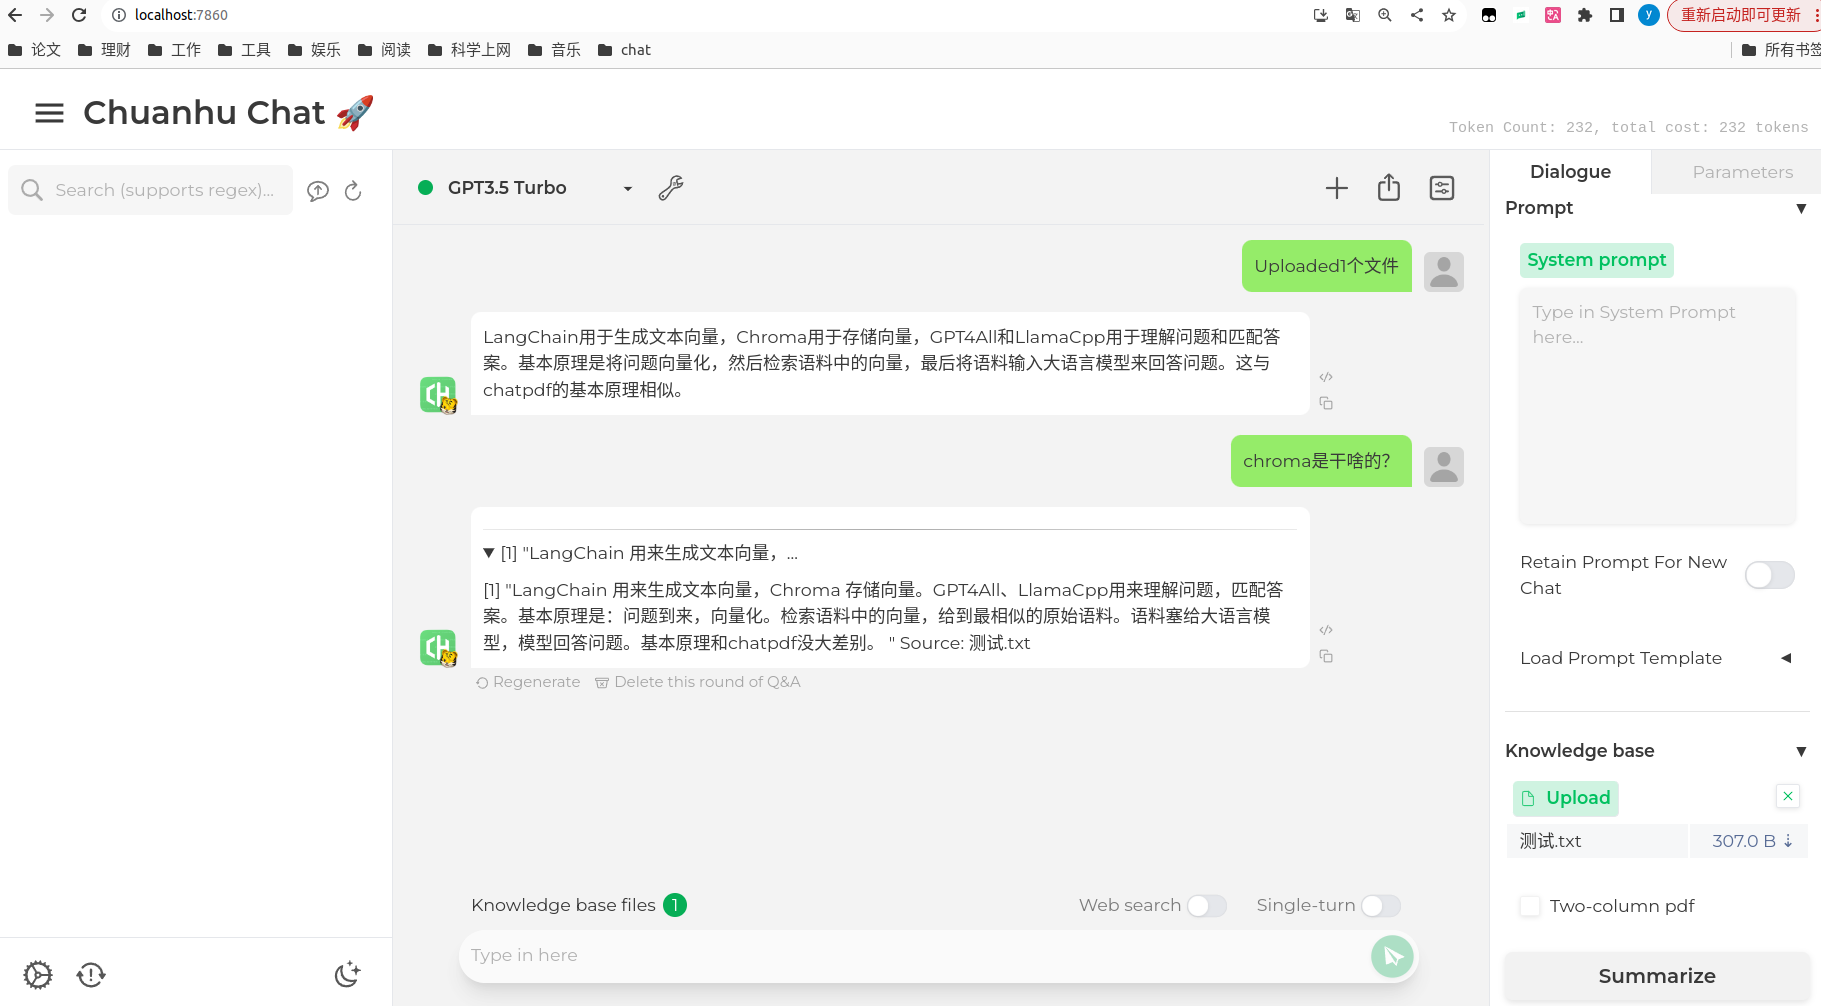 localhost:7860
重新启动即可更新
论文 理财 工作 工具 娱乐 阅读 科学上网 音乐 chat
所有书签
Chuanhu Chat 🚀
Token Count: 232, total cost: 232 tokens
Search (supports regex)...
GPT3.5 Turbo
Uploaded1个文件
LangChain用于生成文本向量，Chroma用于存储向量，GPT4All和LlamaCpp用于理解问题和匹配答
案。基本原理是将问题向量化，然后检索语料中的向量，最后将语料输入大语言模型来回答问题。这与
chatpdf的基本原理相似。
chroma是干啥的？
▼ [1] "LangChain 用来生成文本向量，…
[1] "LangChain 用来生成文本向量，Chroma 存储向量。GPT4All、LlamaCpp用来理解问题，匹配答
案。基本原理是：问题到来，向量化。检索语料中的向量，给到最相似的原始语料。语料塞给大语言模
型，模型回答问题。基本原理和chatpdf没大差别。 " Source: 测试.txt
Regenerate Delete this round of Q&A
Knowledge base files 1
Web search Single-turn
Type in here
Dialogue Parameters
Prompt ▼
System prompt
Type in System Prompt
here...
Retain Prompt For New
Chat
Load Prompt Template ◀
Knowledge base ▼
Upload
测试.txt 307.0 B ⇣
Two-column pdf
Summarize